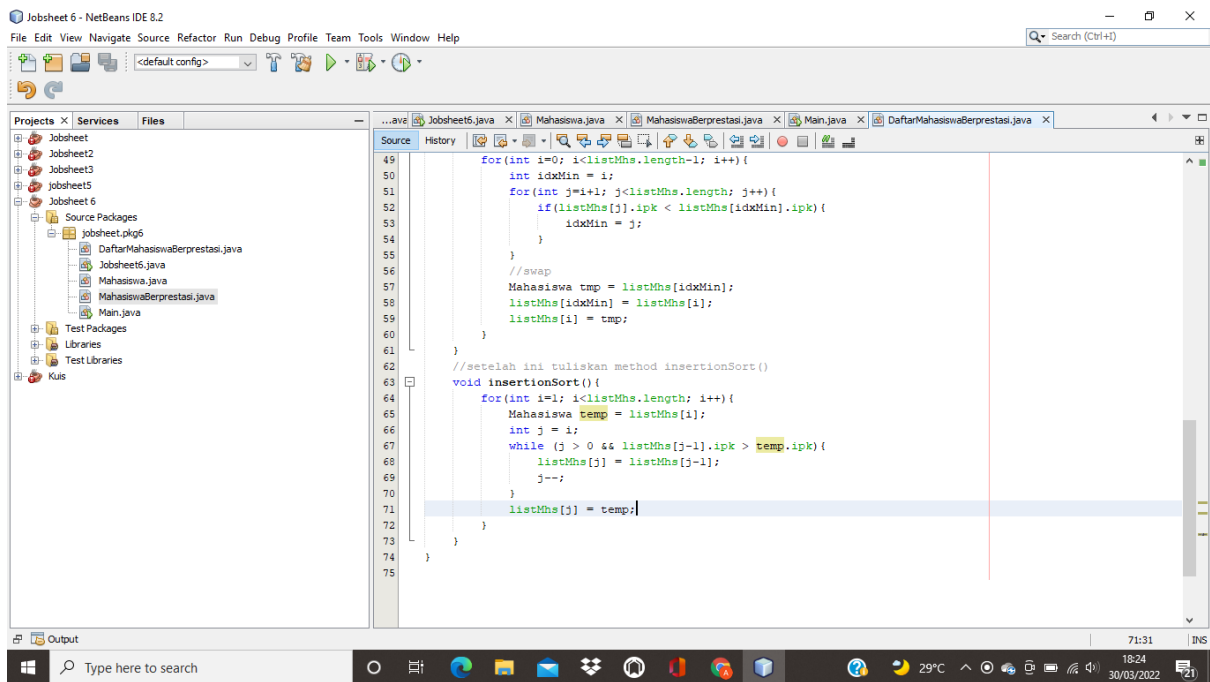 Jobsheet 6 - NetBeans IDE 8.2
File Edit View Navigate Source Refactor Run Debug Profile Team Tools Window Help
Search (Ctrl+I)
<default config>
Projects Services Files
Jobsheet
Jobsheet2
Jobsheet3
jobsheet5
Jobsheet 6
Source Packages
jobsheet.pkg6
DaftarMahasiswaBerprestasi.java
Jobsheet6.java
Mahasiswa.java
MahasiswaBerprestasi.java
Main.java
Test Packages
Libraries
Test Libraries
Kuis
...ava Jobsheet6.java Mahasiswa.java MahasiswaBerprestasi.java Main.java DaftarMahasiswaBerprestasi.java
Source History
49 for(int i=0; i<listMhs.length-1; i++){
50 int idxMin = i;
51 for(int j=i+1; j<listMhs.length; j++){
52 if(listMhs[j].ipk < listMhs[idxMin].ipk){
53 idxMin = j;
54 }
55 }
56 //swap
57 Mahasiswa tmp = listMhs[idxMin];
58 listMhs[idxMin] = listMhs[i];
59 listMhs[i] = tmp;
60 }
61 }
62 //setelah ini tuliskan method insertionSort()
63 void insertionSort(){
64 for(int i=1; i<listMhs.length; i++){
65 Mahasiswa temp = listMhs[i];
66 int j = i;
67 while (j > 0 && listMhs[j-1].ipk > temp.ipk){
68 listMhs[j] = listMhs[j-1];
69 j--;
70 }
71 listMhs[j] = temp;
72 }
73 }
74 }
75
Output
71:31 INS
Type here to search
29°C
18:24
30/03/2022
21